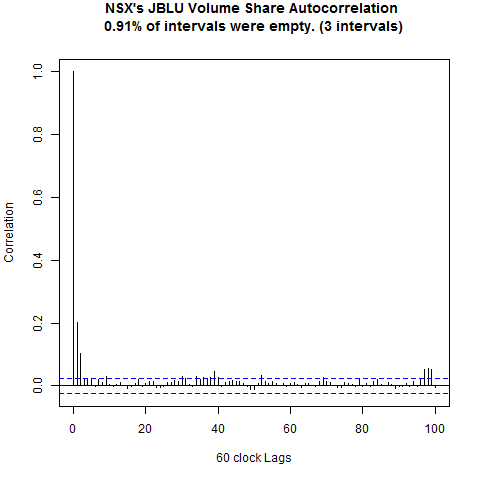 NSX's JBLU Volume Share Autocorrelation
0.91% of intervals were empty. (3 intervals)
Correlation
1.0
0.8
0.6
0.4
0.2
0.0
0 20 40 60 80 100
60 clock Lags